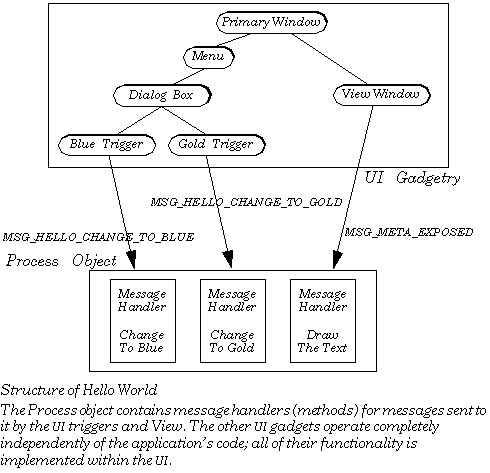 Primary Window
Menu
Dialog Box
View Window
Blue Trigger
Gold Trigger
UI Gadgetry
MSG_HELLO_CHANGE_TO_GOLD
MSG_HELLO_CHANGE_TO_BLUE
MSG_META_EXPOSED
Process Object
Message
Handler
Change
To Blue
Message
Handler
Change
To Gold
Message
Handler
Draw
The Text
Structure of Hello World
The Process object contains message handlers (methods) for messages sent to
it by the UI triggers and View. The other UI gadgets operate completely
independently of the application's code; all of their functionality is
implemented within the UI.